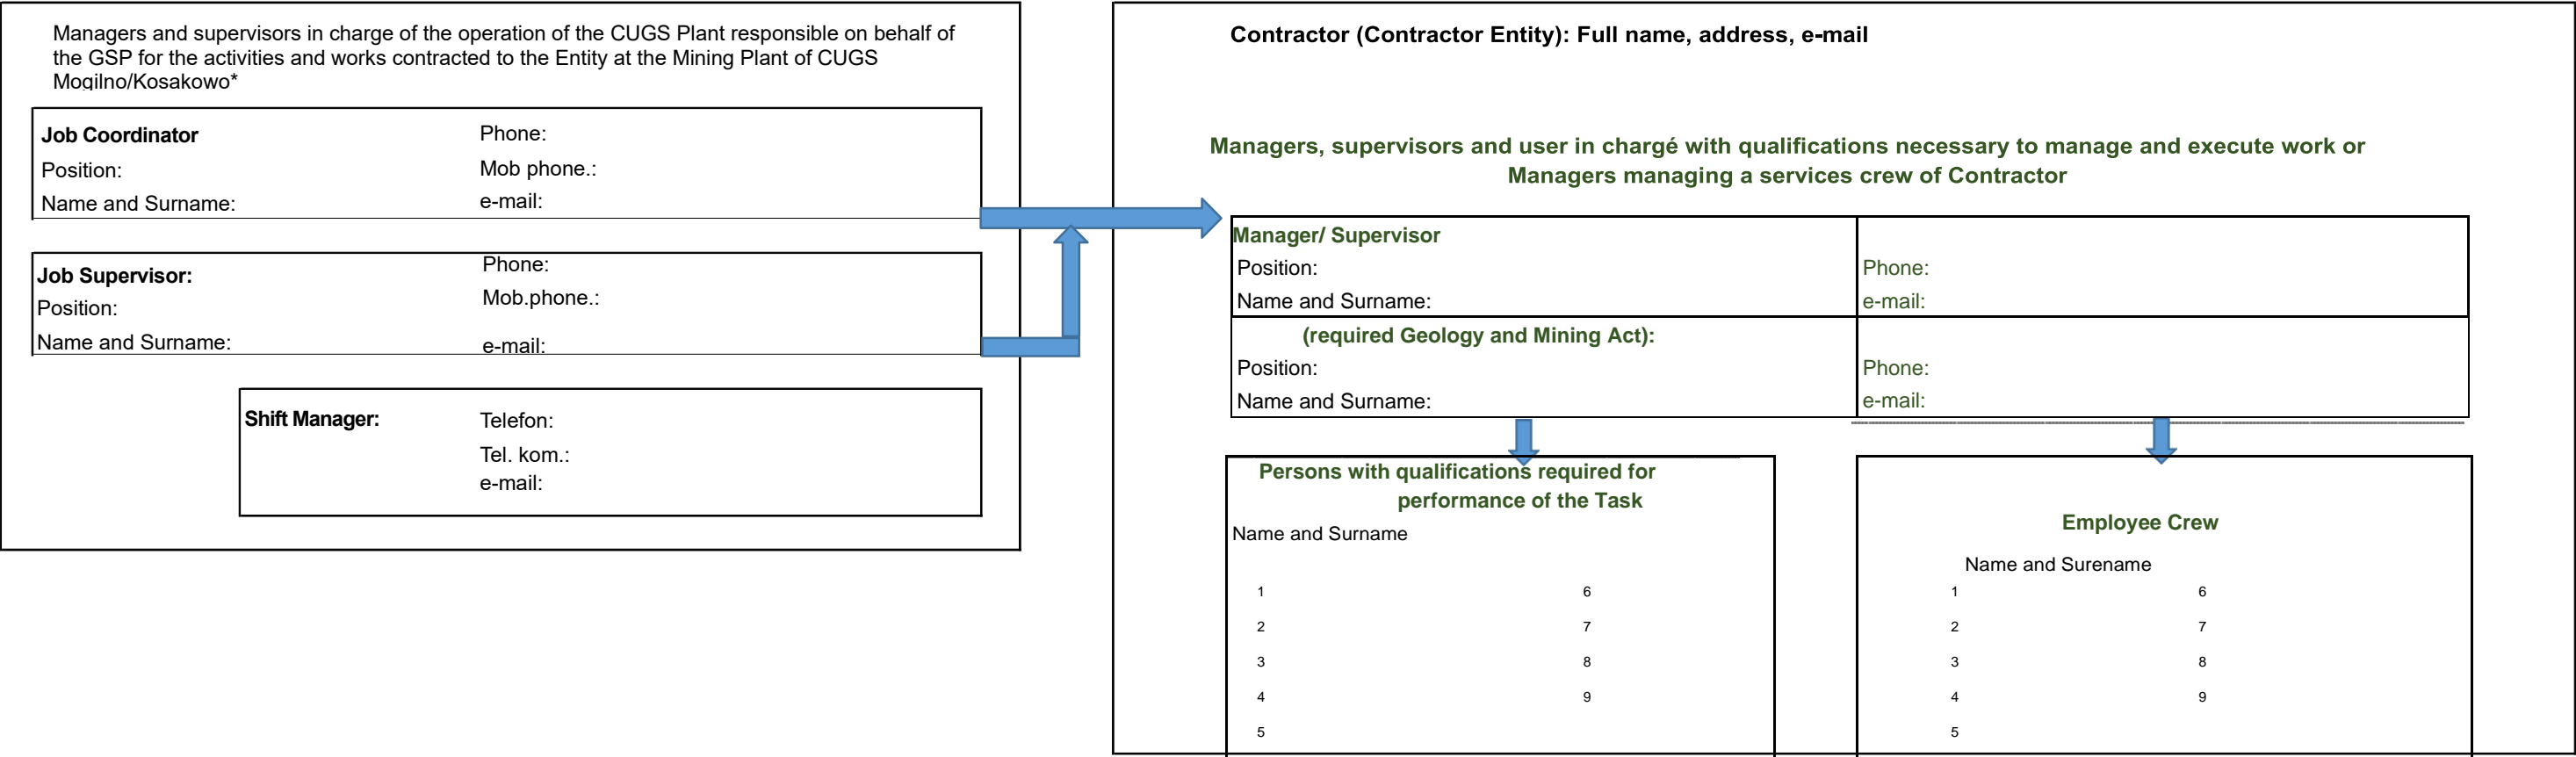 Managers and supervisors in charge of the operation of the CUGS Plant responsible on behalf of
the GSP for the activities and works contracted to the Entity at the Mining Plant of CUGS
Mogilno/Kosakowo*
Job Coordinator
Phone:
Position:
Mob phone.:
Name and Surname:
e-mail:
Job Supervisor:
Phone:
Position:
Mob.phone.:
Name and Surname:
e-mail:
Shift Manager:
Telefon:
Tel. kom.:
e-mail:
Contractor (Contractor Entity): Full name, address, e-mail
Managers, supervisors and user in chargé with qualifications necessary to manage and execute work or
Managers managing a services crew of Contractor
Manager/ Supervisor
Position:
Phone:
Name and Surname:
e-mail:
(required Geology and Mining Act):
Position:
Phone:
Name and Surname:
e-mail:
Persons with qualifications required for
performance of the Task
Name and Surname
1 6
2 7
3 8
4 9
5
Employee Crew
Name and Surename
1 6
2 7
3 8
4 9
5